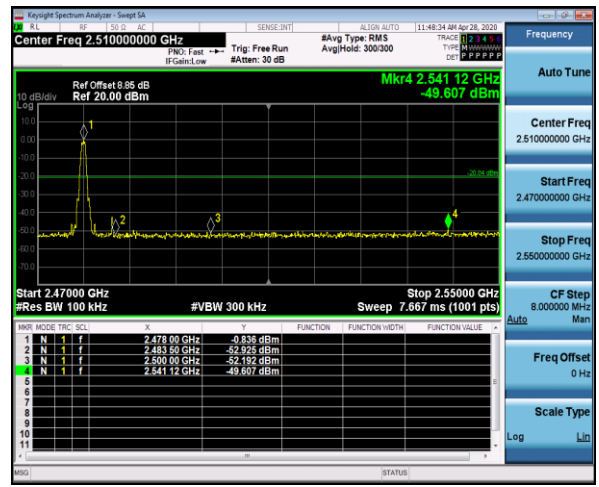 Keysight Spectrum Analyzer - Swept SA
RL RF 50 Ω AC SENSE:INT ALIGN AUTO 11:48:34 AM Apr 28, 2020
Center Freq 2.510000000 GHz
PNO: Fast
IFGain:Low
Trig: Free Run
#Atten: 30 dB
#Avg Type: RMS
Avg|Hold: 300/300
TRACE 1 2 3 4 5 6
TYPE M W W W W W
DET P P P P P P
Ref Offset 8.85 dB
10 dB/div Ref 20.00 dBm
Log
Mkr4 2.541 12 GHz
-49.607 dBm
10.0
0.00
-10.0
-20.0
-30.0
-40.0
-50.0
-60.0
-70.0
1
2
3
4
-20.84 dBm
Start 2.47000 GHz
Stop 2.55000 GHz
#Res BW 100 kHz #VBW 300 kHz Sweep 7.667 ms (1001 pts)
MKR MODE TRC SCL X Y FUNCTION FUNCTION WIDTH FUNCTION VALUE
1 N 1 f 2.478 00 GHz -0.836 dBm
2 N 1 f 2.483 50 GHz -52.925 dBm
3 N 1 f 2.500 00 GHz -52.192 dBm
4 N 1 f 2.541 12 GHz -49.607 dBm
5
6
7
8
9
10
11
MSG STATUS
Frequency
Auto Tune
Center Freq
2.510000000 GHz
Start Freq
2.470000000 GHz
Stop Freq
2.550000000 GHz
CF Step
8.000000 MHz
Auto Man
Freq Offset
0 Hz
Scale Type
Log Lin